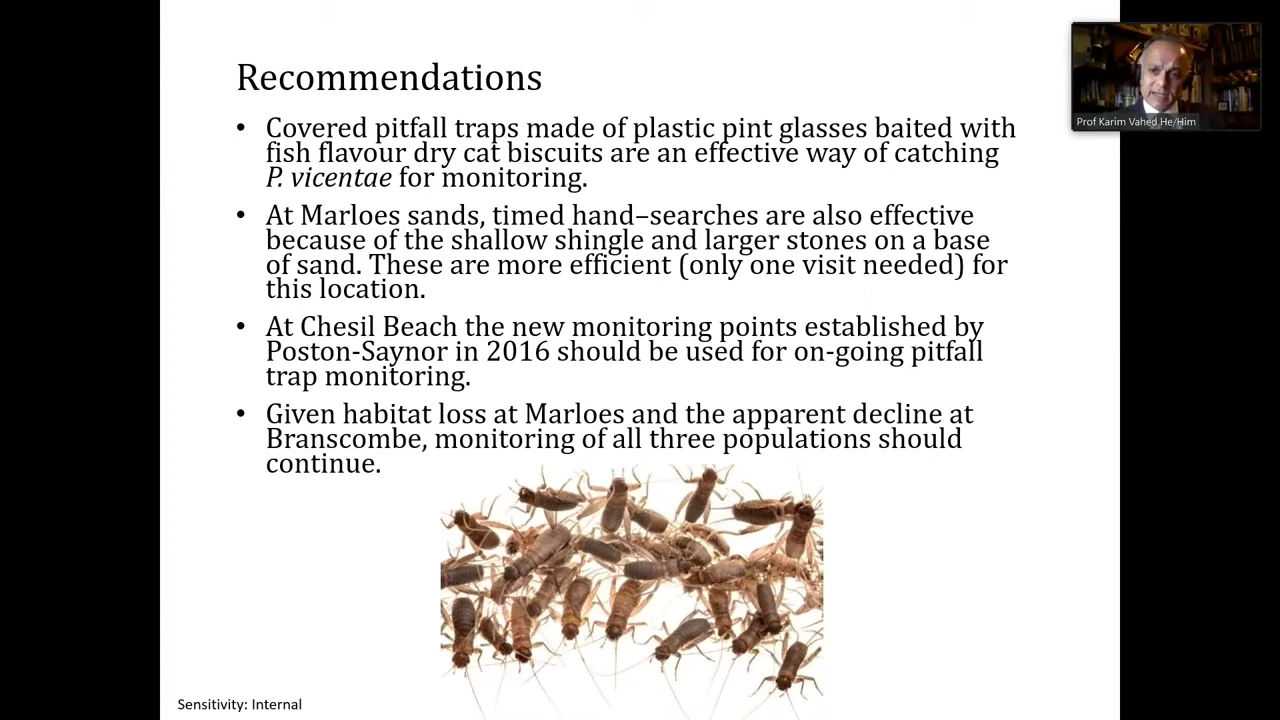 Recommendations
• Covered pitfall traps made of plastic pint glasses baited with
fish flavour dry cat biscuits are an effective way of catching
P. vicentae for monitoring.
• At Marloes sands, timed hand–searches are also effective
because of the shallow shingle and larger stones on a base
of sand. These are more efficient (only one visit needed) for
this location.
• At Chesil Beach the new monitoring points established by
Poston-Saynor in 2016 should be used for on-going pitfall
trap monitoring.
• Given habitat loss at Marloes and the apparent decline at
Branscombe, monitoring of all three populations should
continue.
Sensitivity: Internal
Prof Karim Vahed He/Him